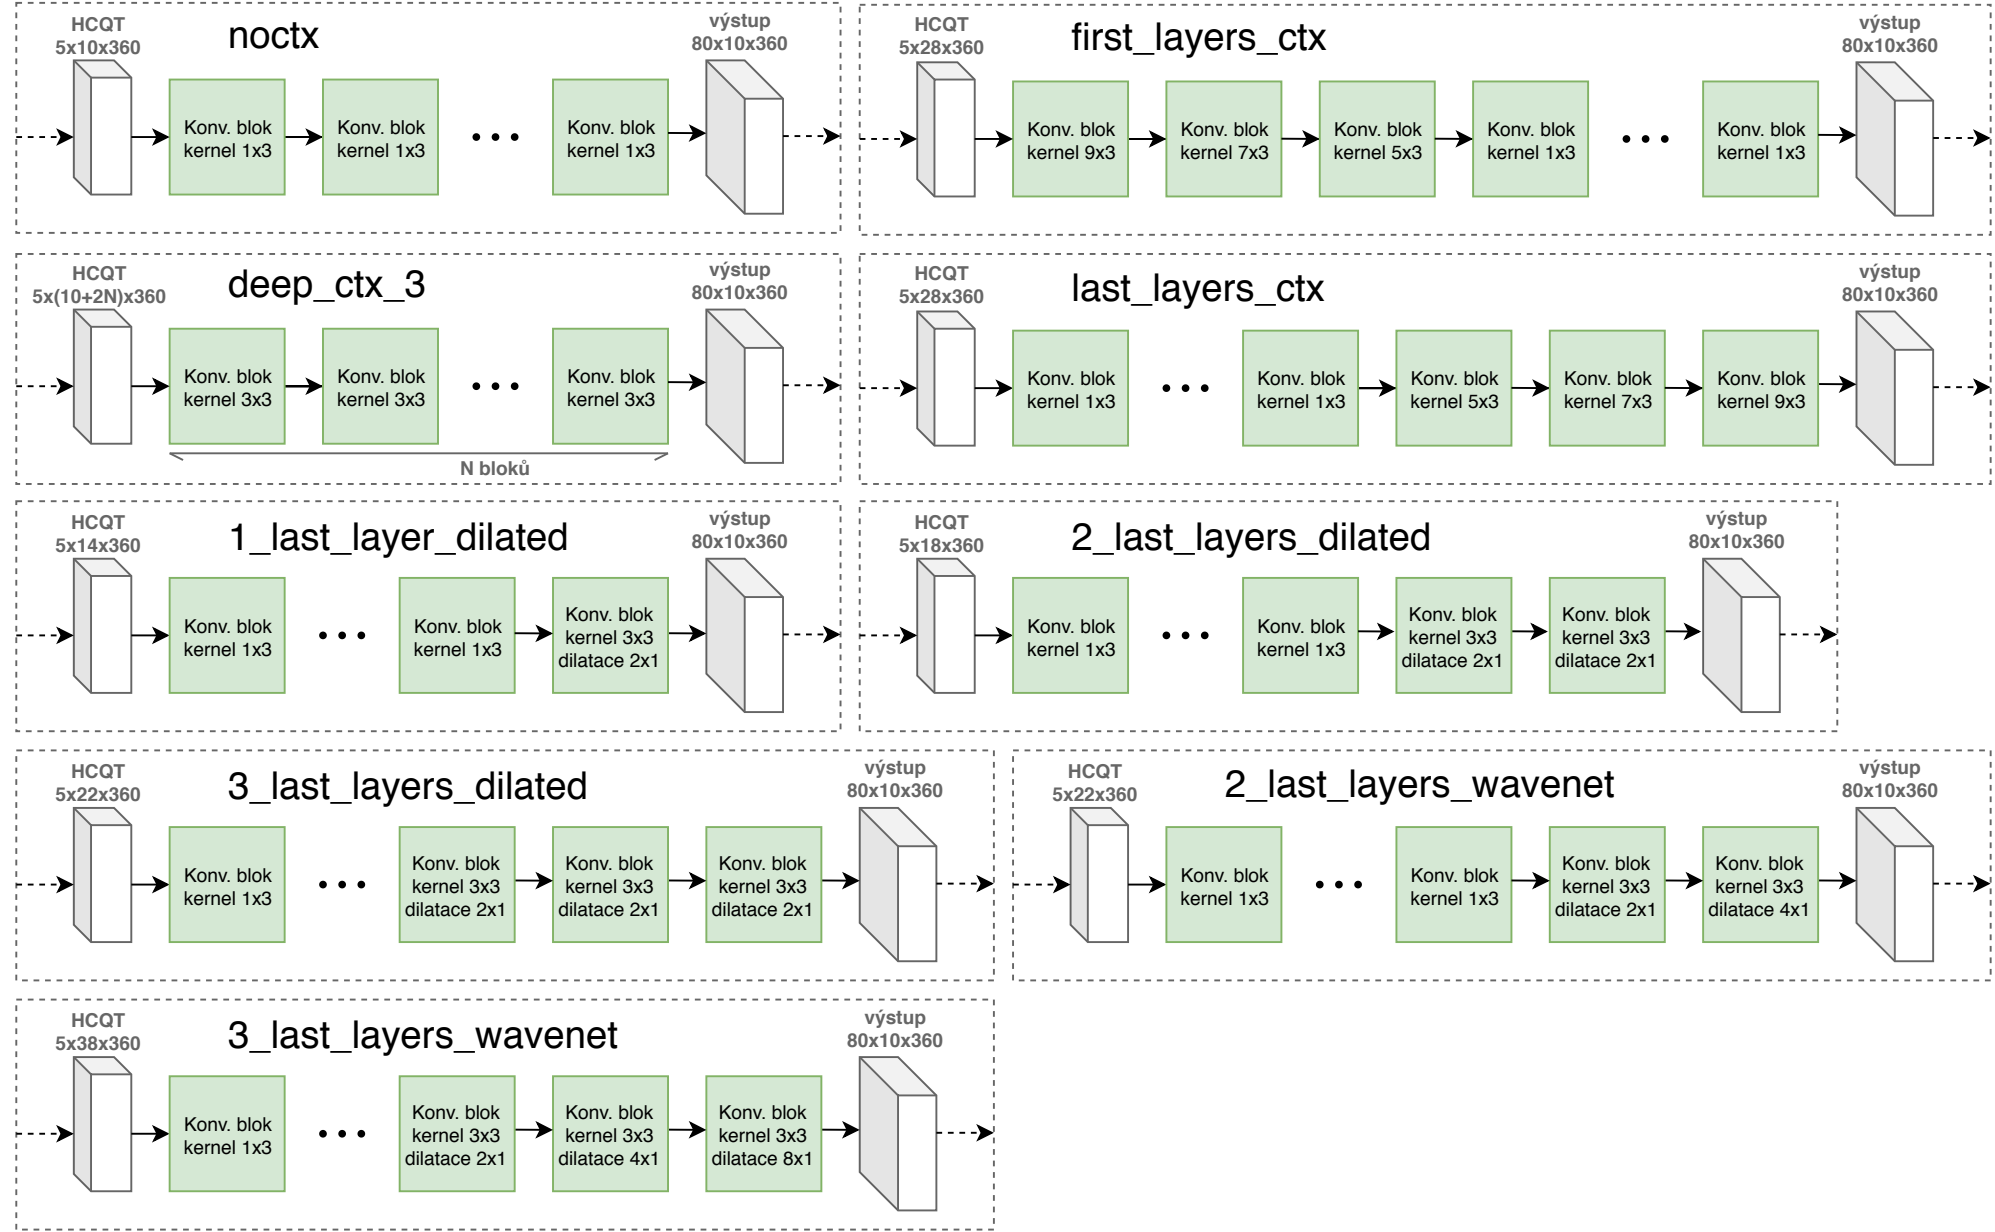 noctx
HCQT
5x10x360
Konv. blok
kernel 1x3
Konv. blok
kernel 1x3
Konv. blok
kernel 1x3
výstup
80x10x360
first_layers_ctx
HCQT
5x28x360
Konv. blok
kernel 9x3
Konv. blok
kernel 7x3
Konv. blok
kernel 5x3
Konv. blok
kernel 1x3
Konv. blok
kernel 1x3
výstup
80x10x360
deep_ctx_3
HCQT
5x(10+2N)x360
Konv. blok
kernel 3x3
Konv. blok
kernel 3x3
Konv. blok
kernel 3x3
N bloků
výstup
80x10x360
last_layers_ctx
HCQT
5x28x360
Konv. blok
kernel 1x3
Konv. blok
kernel 1x3
Konv. blok
kernel 5x3
Konv. blok
kernel 7x3
Konv. blok
kernel 9x3
výstup
80x10x360
1_last_layer_dilated
HCQT
5x14x360
Konv. blok
kernel 1x3
Konv. blok
kernel 1x3
Konv. blok
kernel 3x3
dilatace 2x1
výstup
80x10x360
2_last_layers_dilated
HCQT
5x18x360
Konv. blok
kernel 1x3
Konv. blok
kernel 1x3
Konv. blok
kernel 3x3
dilatace 2x1
Konv. blok
kernel 3x3
dilatace 2x1
výstup
80x10x360
3_last_layers_dilated
HCQT
5x22x360
Konv. blok
kernel 1x3
Konv. blok
kernel 3x3
dilatace 2x1
Konv. blok
kernel 3x3
dilatace 2x1
Konv. blok
kernel 3x3
dilatace 2x1
výstup
80x10x360
2_last_layers_wavenet
HCQT
5x22x360
Konv. blok
kernel 1x3
Konv. blok
kernel 1x3
Konv. blok
kernel 3x3
dilatace 2x1
Konv. blok
kernel 3x3
dilatace 4x1
výstup
80x10x360
3_last_layers_wavenet
HCQT
5x38x360
Konv. blok
kernel 1x3
Konv. blok
kernel 3x3
dilatace 2x1
Konv. blok
kernel 3x3
dilatace 4x1
Konv. blok
kernel 3x3
dilatace 8x1
výstup
80x10x360